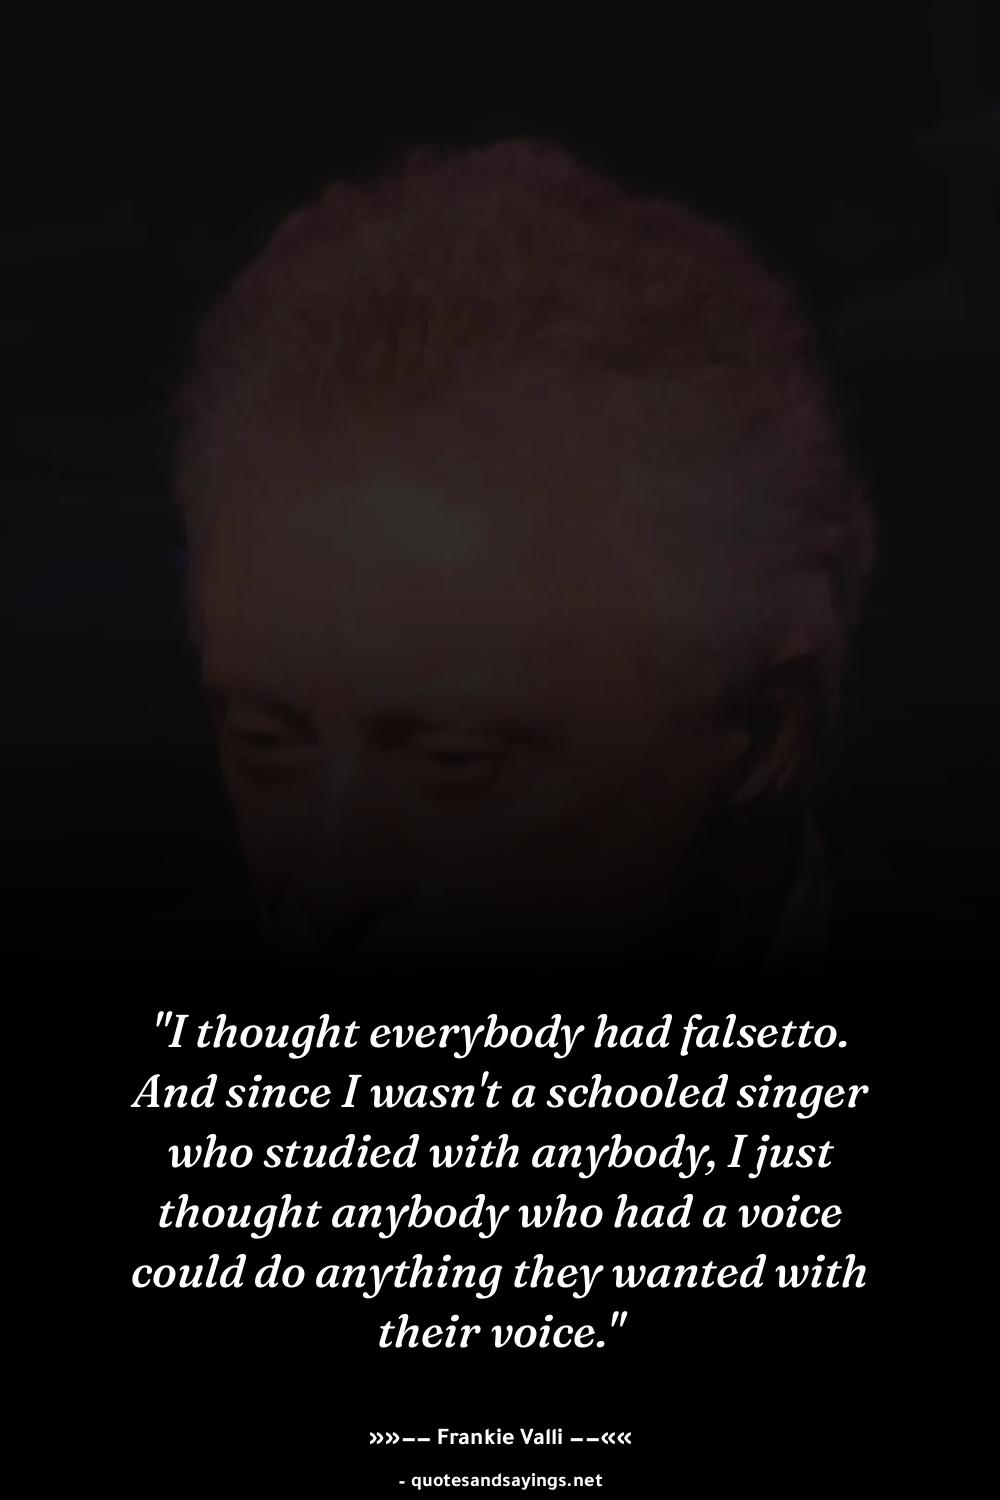 "I thought everybody had falsetto.
And since I wasn't a schooled singer
who studied with anybody, I just
thought anybody who had a voice
could do anything they wanted with
their voice."
»»—— Frankie Valli ——««
- quotesandsayings.net